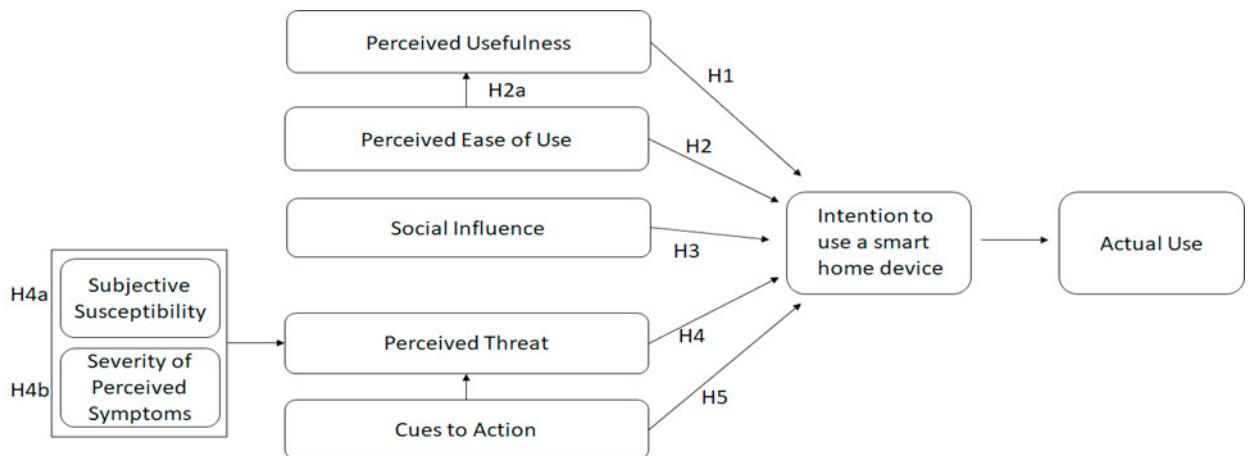 Perceived Usefulness
H1
H2a
Perceived Ease of Use
H2
Social Influence
H3
Intention to
use a smart
home device
Actual Use
H4a
Subjective
Susceptibility
H4b
Severity of
Perceived
Symptoms
Perceived Threat
H4
Cues to Action
H5